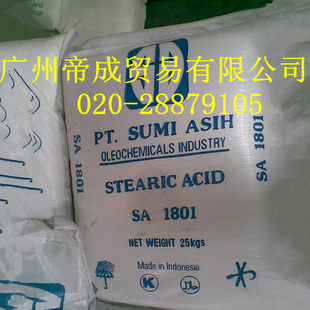 广州帝成贸易有限公司
020-28879105
PT. SUMI ASIH
OLEOCHEMICALS INDUSTRY
STEARIC ACID
SA 1801
NET WEIGHT 25kgs
Made in Indonesia
K
SA 1801
SA 1801